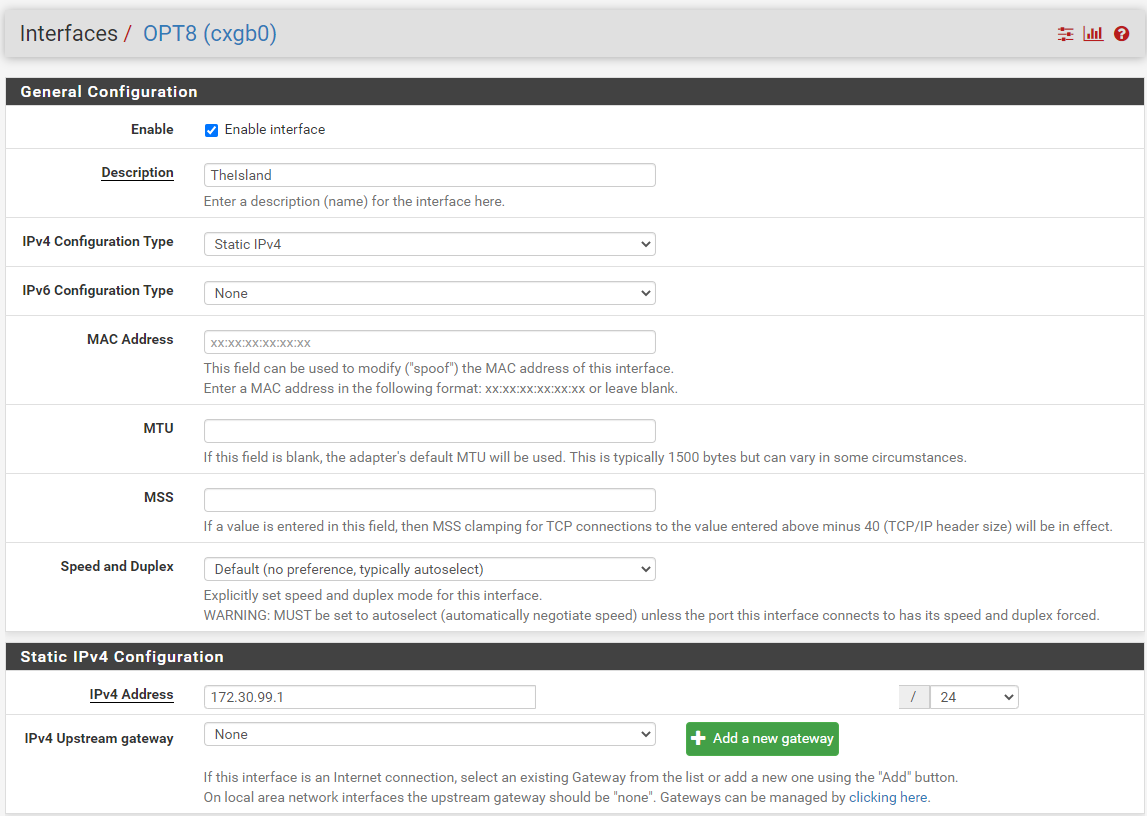 Interfaces / OPT8 (cxgb0)
General Configuration
Enable Enable interface
Description TheIsland
Enter a description (name) for the interface here.
IPv4 Configuration Type Static IPv4
IPv6 Configuration Type None
MAC Address xx:xx:xx:xx:xx:xx
This field can be used to modify ("spoof") the MAC address of this interface.
Enter a MAC address in the following format: xx:xx:xx:xx:xx:xx or leave blank.
MTU
If this field is blank, the adapter's default MTU will be used. This is typically 1500 bytes but can vary in some circumstances.
MSS
If a value is entered in this field, then MSS clamping for TCP connections to the value entered above minus 40 (TCP/IP header size) will be in effect.
Speed and Duplex Default (no preference, typically autoselect)
Explicitly set speed and duplex mode for this interface.
WARNING: MUST be set to autoselect (automatically negotiate speed) unless the port this interface connects to has its speed and duplex forced.
Static IPv4 Configuration
IPv4 Address 172.30.99.1 / 24
IPv4 Upstream gateway None Add a new gateway
If this interface is an Internet connection, select an existing Gateway from the list or add a new one using the "Add" button.
On local area network interfaces the upstream gateway should be "none". Gateways can be managed by clicking here.